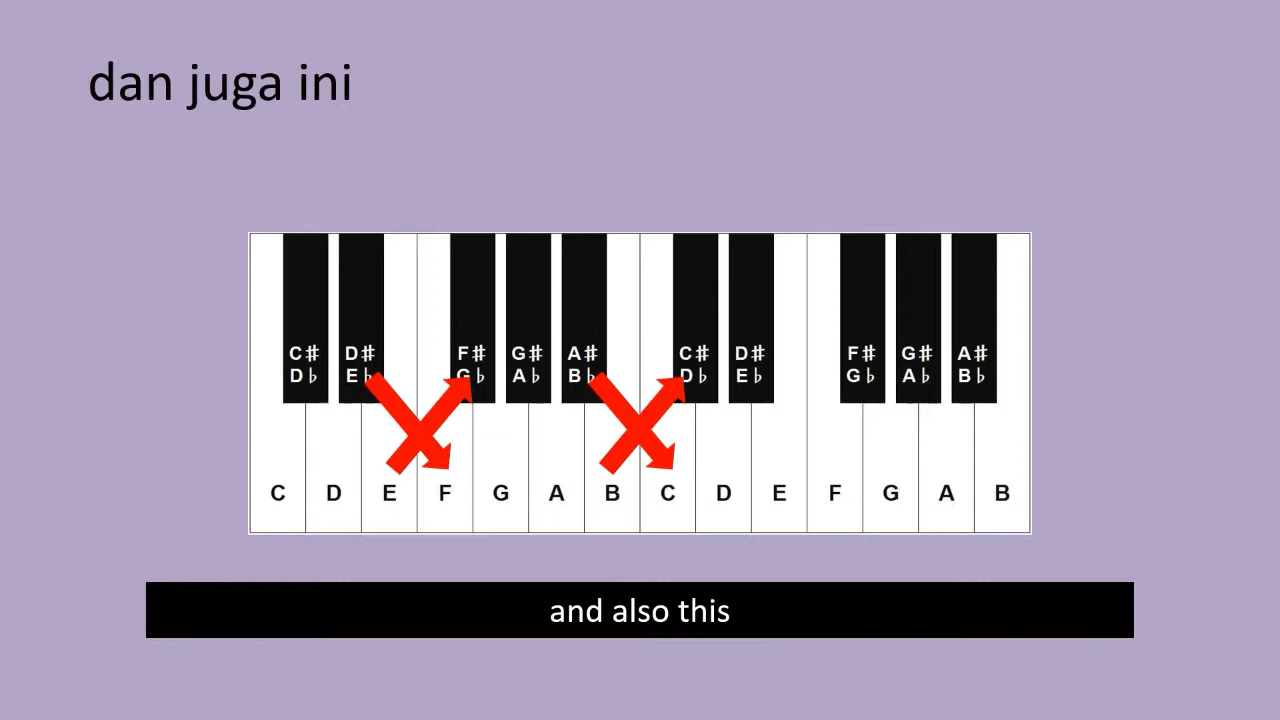 dan juga ini
C♯ D♯ F♯ G♯ A♯ C♯ D♯ F♯ G♯ A♯
D♭ E♭ G♭ A♭ B♭ D♭ E♭ G♭ A♭ B♭
C D E F G A B C D E F G A B
and also this